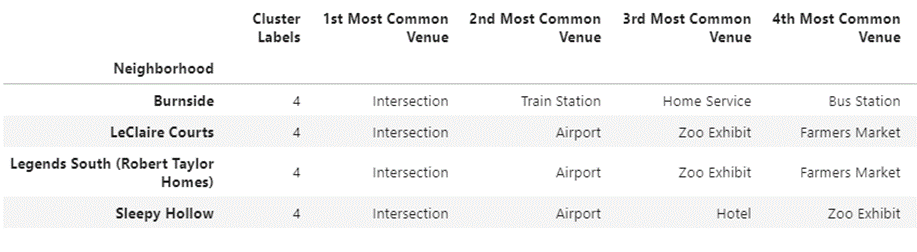 Cluster Labels 1st Most Common Venue 2nd Most Common Venue 3rd Most Common Venue 4th Most Common Venue
Neighborhood
Burnside 4 Intersection Train Station Home Service Bus Station
LeClaire Courts 4 Intersection Airport Zoo Exhibit Farmers Market
Legends South (Robert Taylor Homes) 4 Intersection Airport Zoo Exhibit Farmers Market
Sleepy Hollow 4 Intersection Airport Hotel Zoo Exhibit